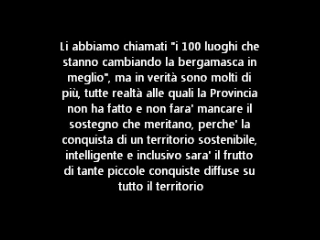 Li abbiamo chiamati "i 100 luoghi che
stanno cambiando la bergamasca in
meglio", ma in verità sono molti di
più, tutte realtà alle quali la Provincia
non ha fatto e non fara' mancare il
sostegno che meritano, perche' la
conquista di un territorio sostenibile,
intelligente e inclusivo sara' il frutto
di tante piccole conquiste diffuse su
tutto il territorio